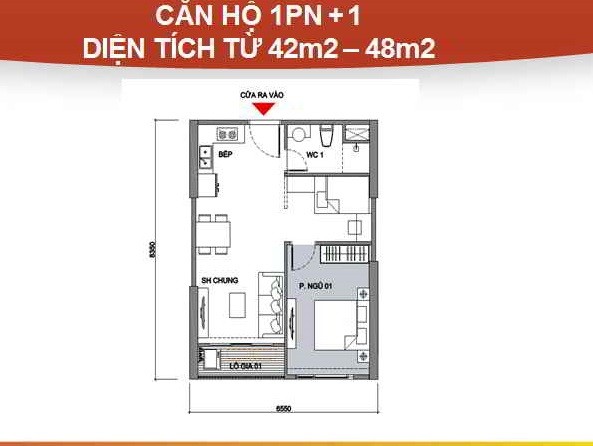 CĂN HỘ 1PN + 1
DIỆN TÍCH TỪ 42m2 – 48m2
CỬA RA VÀO
BẾP
WC 1
8350
SH CHUNG
P. NGỦ 01
LÔ GIA 01
6550